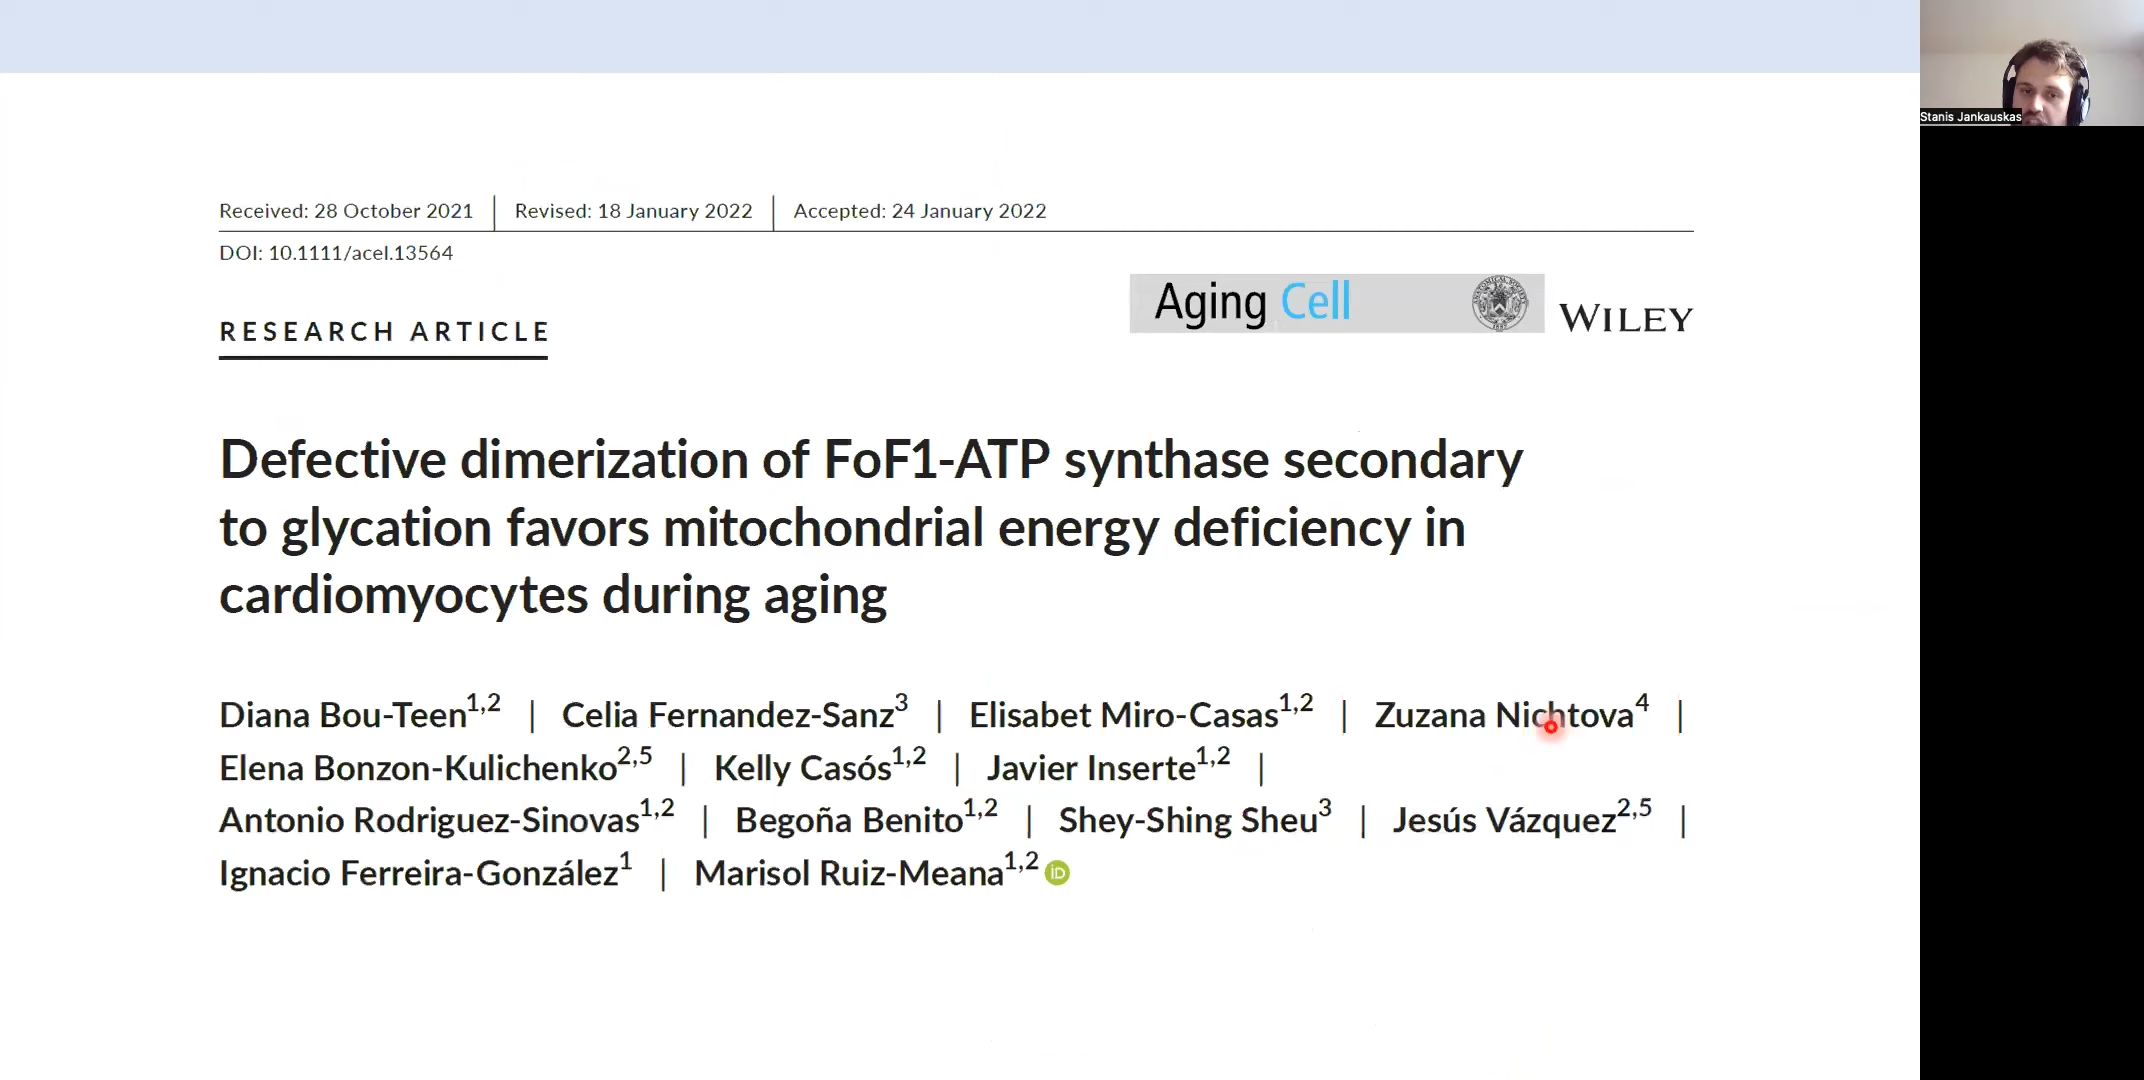 Stanis Jankauskas
Received: 28 October 2021 | Revised: 18 January 2022 | Accepted: 24 January 2022
DOI: 10.1111/acel.13564
Aging Cell
WILEY
RESEARCH ARTICLE
Defective dimerization of FoF1-ATP synthase secondary
to glycation favors mitochondrial energy deficiency in
cardiomyocytes during aging
Diana Bou-Teen1,2 | Celia Fernandez-Sanz3 | Elisabet Miro-Casas1,2 | Zuzana Nichtova4 |
Elena Bonzon-Kulichenko2,5 | Kelly Casós1,2 | Javier Inserte1,2 |
Antonio Rodriguez-Sinovas1,2 | Begoña Benito1,2 | Shey-Shing Sheu3 | Jesús Vázquez2,5 |
Ignacio Ferreira-González1 | Marisol Ruiz-Meana1,2 iD